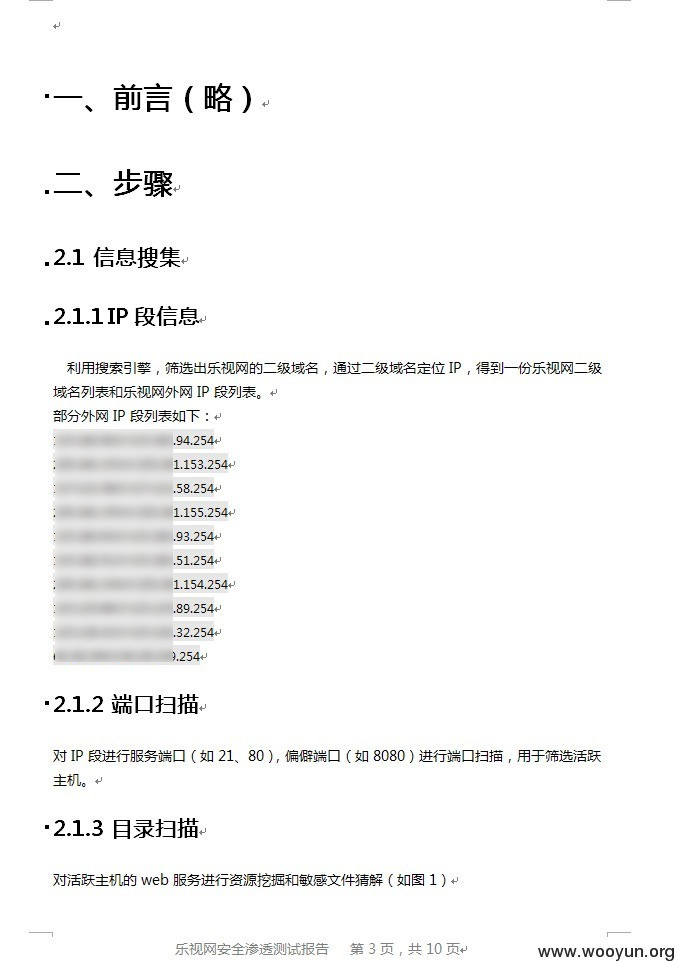 一、前言（略）
二、步骤
2.1 信息搜集
2.1.1 IP 段信息
利用搜索引擎，筛选出乐视网的二级域名，通过二级域名定位 IP，得到一份乐视网二级
域名列表和乐视网外网 IP 段列表。
部分外网 IP 段列表如下：
.94.254
1.153.254
.58.254
1.155.254
.93.254
.51.254
1.154.254
.89.254
.32.254
9.254
2.1.2 端口扫描
对 IP 段进行服务端口（如 21、80），偏僻端口（如 8080）进行端口扫描，用于筛选活跃
主机。
2.1.3 目录扫描
对活跃主机的 web 服务进行资源挖掘和敏感文件猜解（如图 1）
乐视网安全渗透测试报告 第 3 页，共 10 页
www.wooyun.org